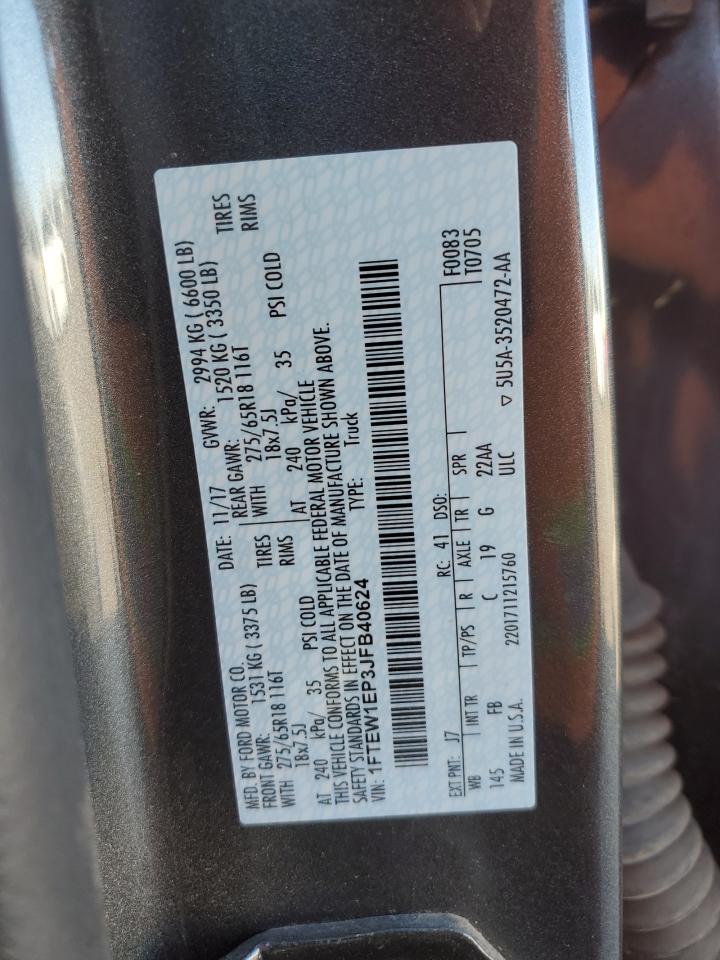 MFD. BY FORD MOTOR CO. DATE: 11/17 GVWR: 2994 KG ( 6600 LB)
FRONT GAWR: 1531 KG ( 3375 LB) REAR GAWR: 1520 KG ( 3350 LB)
WITH 275/65R18 116T TIRES WITH 275/65R18 116T TIRES
18x7.5J RIMS 18x7.5J RIMS
AT 240 kPa/ 35 PSI COLD AT 240 kPa/ 35 PSI COLD
THIS VEHICLE CONFORMS TO ALL APPLICABLE FEDERAL MOTOR VEHICLE
SAFETY STANDARDS IN EFFECT ON THE DATE OF MANUFACTURE SHOWN ABOVE.
VIN: 1FTEW1EP3JFB40624 TYPE: Truck
EXT PNT: J7 RC: 41 DSO: F0083
WB INT TR TP/PS R AXLE TR SPR T0705
145 FB C 19 G 22AA
2201711215760 ULC
MADE IN U.S.A. ▽ 5U5A-3520472-AA